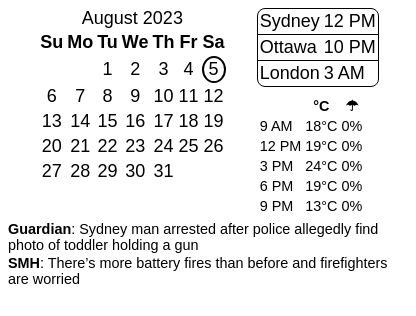 August 2023
Su Mo Tu We Th Fr Sa
1 2 3 4 5
6 7 8 9 10 11 12
13 14 15 16 17 18 19
20 21 22 23 24 25 26
27 28 29 30 31
Sydney 12 PM
Ottawa 10 PM
London 3 AM
°C ☂
9 AM 18°C 0%
12 PM 19°C 0%
3 PM 24°C 0%
6 PM 19°C 0%
9 PM 13°C 0%
Guardian: Sydney man arrested after police allegedly find
photo of toddler holding a gun
SMH: There’s more battery fires than before and firefighters
are worried